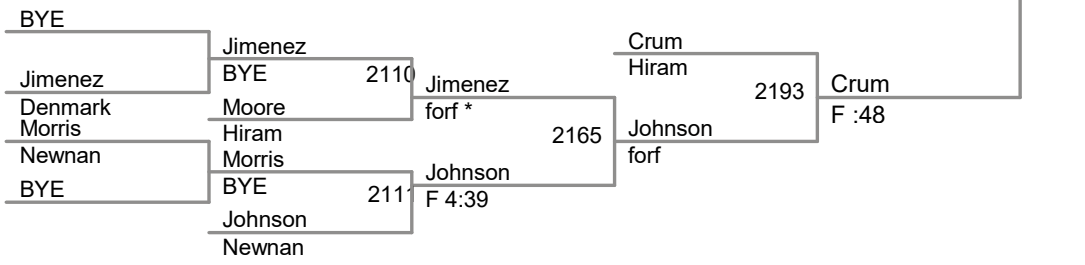 BYE
Jimenez
Denmark
Morris
Newnan
BYE
Jimenez
BYE
2110
Moore
Hiram
Morris
BYE
2111
Johnson
Newnan
Jimenez
forf *
2165
Johnson
F 4:39
Crum
Hiram
2193
Johnson
forf
Crum
F :48